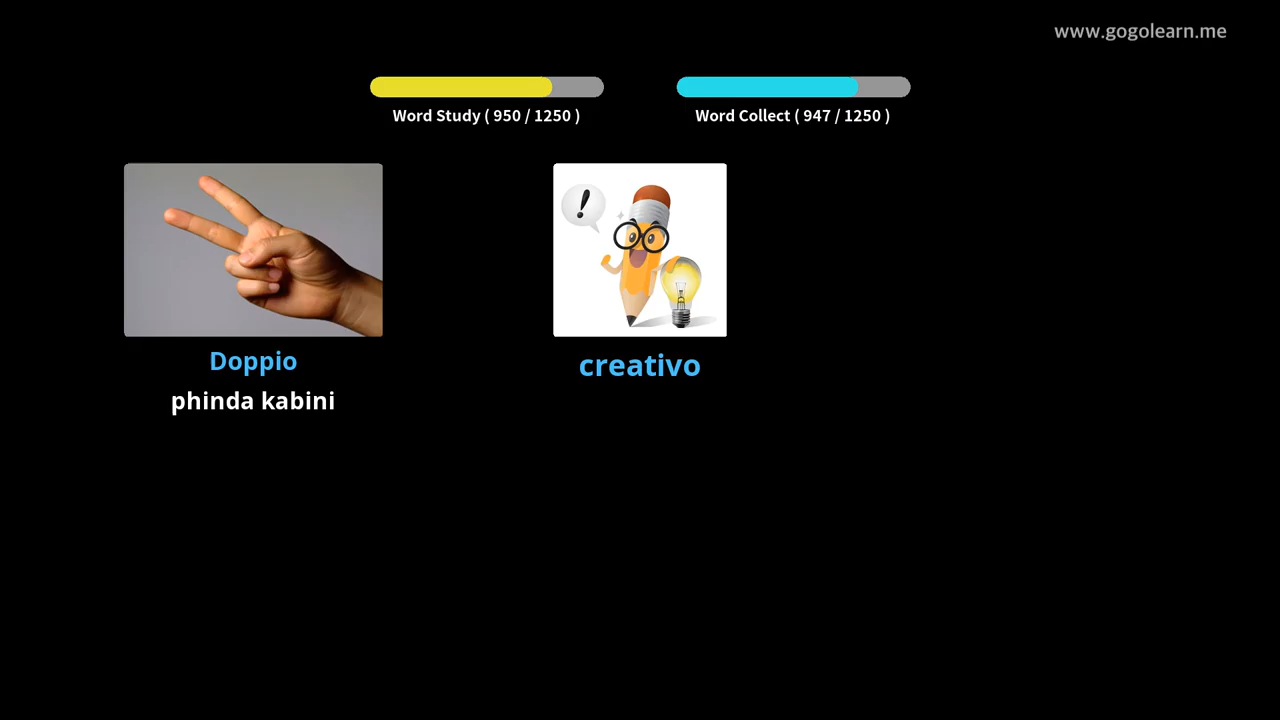 www.gogolearn.me
Word Study ( 950 / 1250 )
Word Collect ( 947 / 1250 )
!
Doppio
phinda kabini
creativo